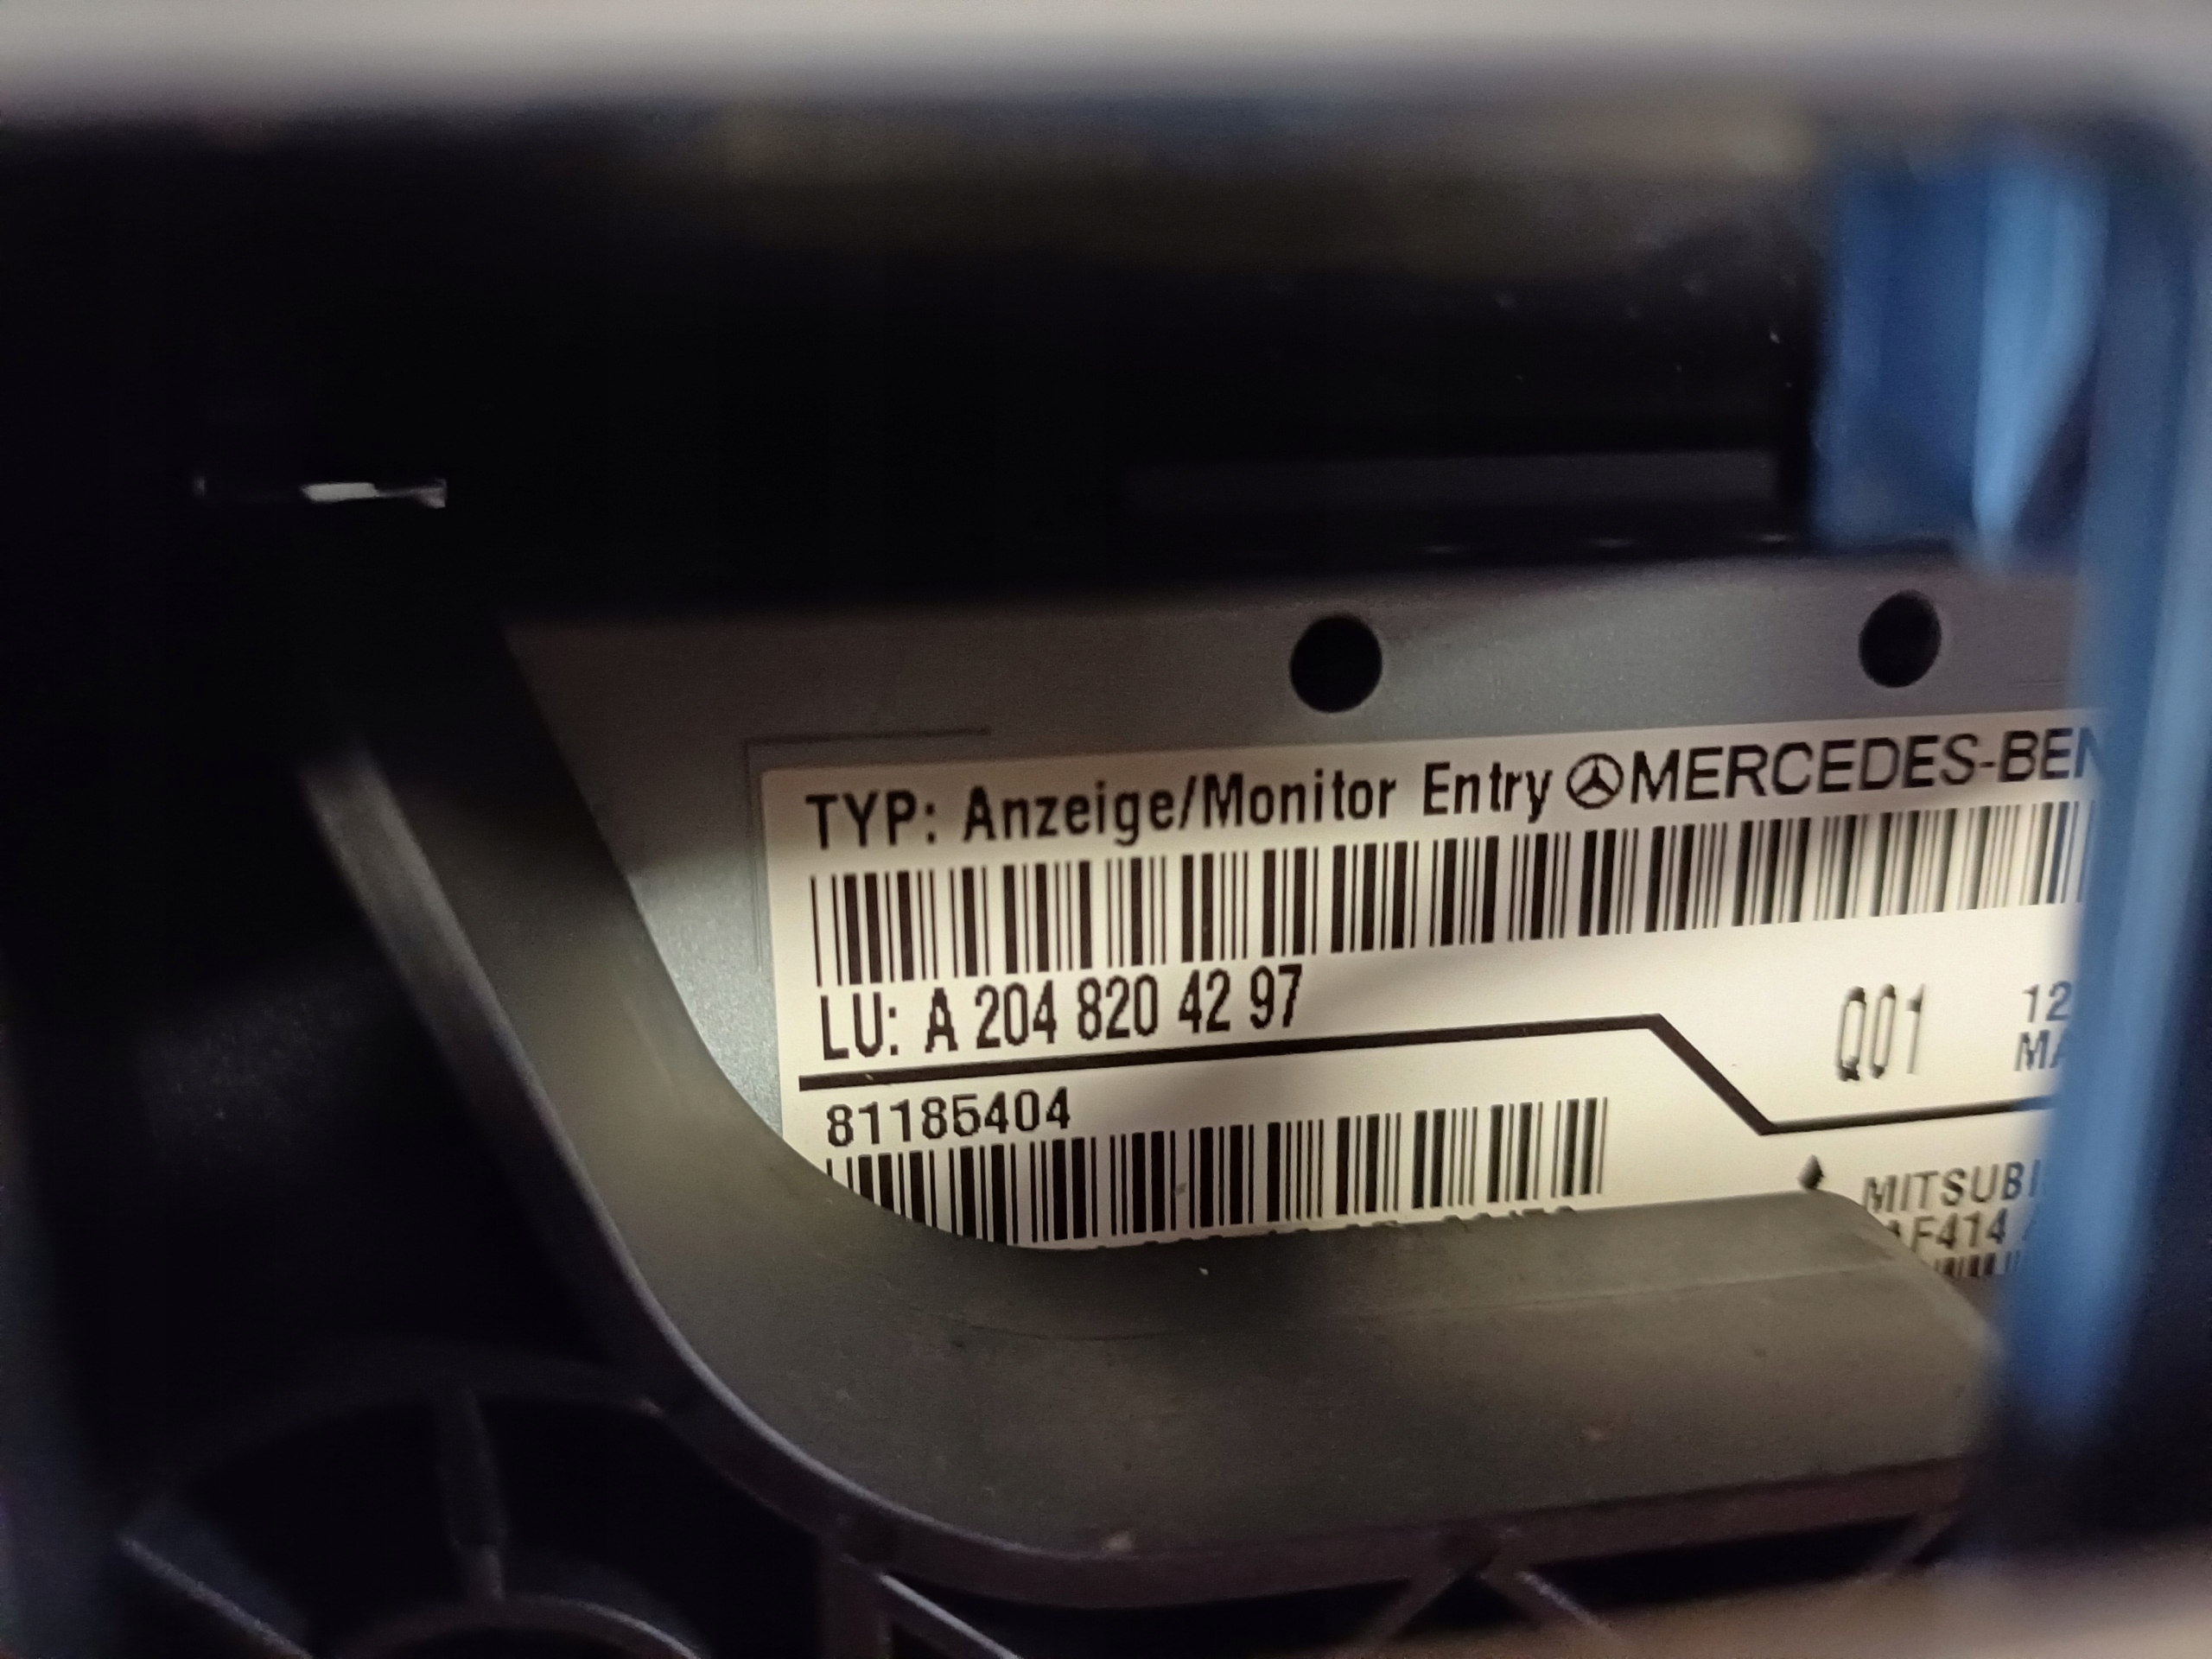 TYP: Anzeige/Monitor Entry MERCEDES-BEN
LU: A 204 820 42 97
Q01 12
MA
81185404
MITSUBI
F414